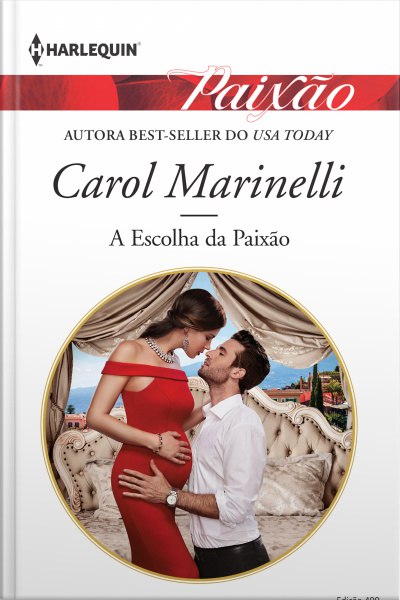 HARLEQUIN
Paixão
AUTORA BEST-SELLER DO USA TODAY
Carol Marinelli
A Escolha da Paixão